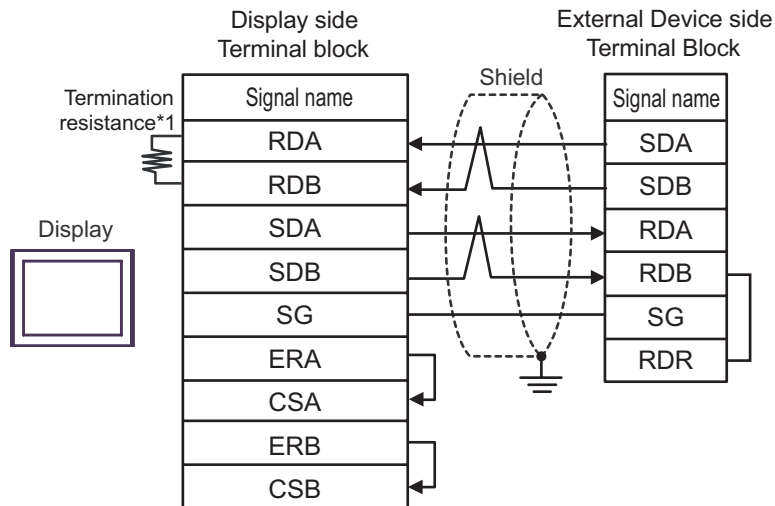 Display side
Terminal block
External Device side
Terminal Block
Shield
Termination
resistance*1
Signal name
RDA
RDB
SDA
SDB
SG
ERA
CSA
ERB
CSB
Display
Signal name
SDA
SDB
RDA
RDB
SG
RDR